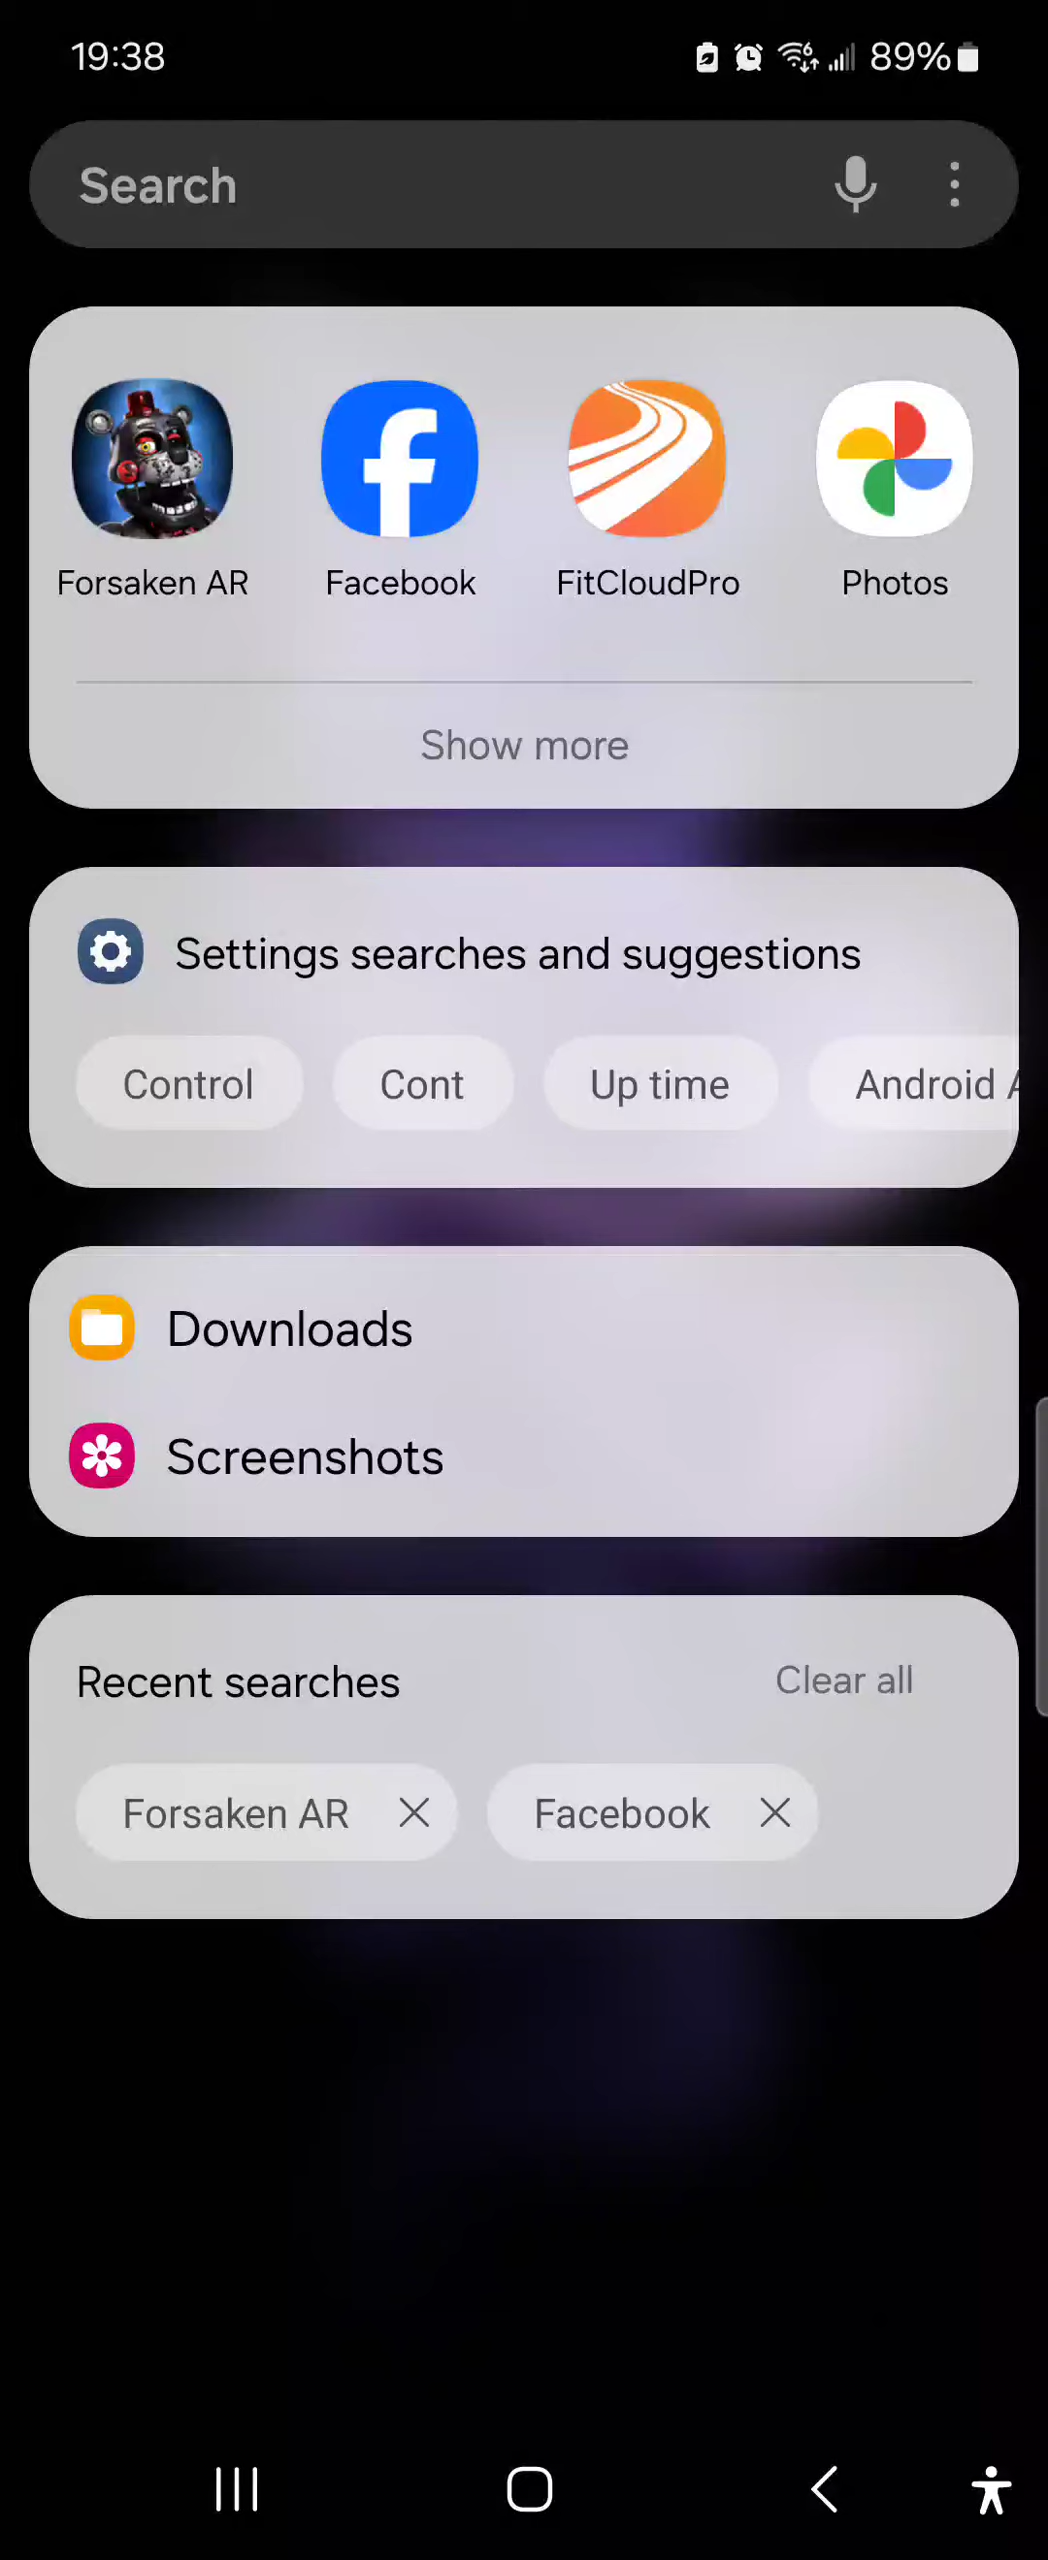 19:38
89%
Search
Forsaken AR
Facebook
FitCloudPro
Photos
Show more
Settings searches and suggestions
Control
Cont
Up time
Android
Downloads
Screenshots
Recent searches
Clear all
Forsaken AR
Facebook